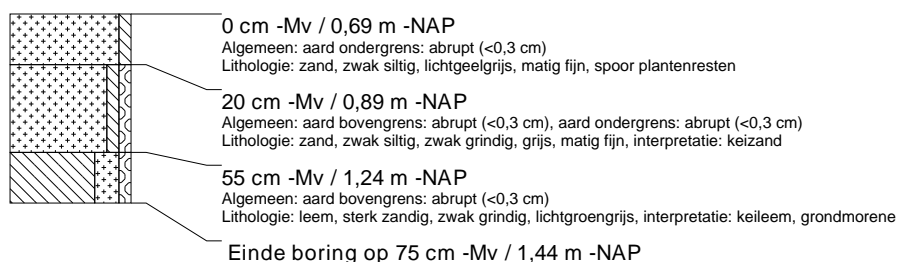 0 cm -Mv / 0,69 m -NAP
Algemeen: aard ondergrens: abrupt (<0,3 cm)
Lithologie: zand, zwak siltig, lichtgeelgrijs, matig fijn, spoor plantenresten
20 cm -Mv / 0,89 m -NAP
Algemeen: aard bovengrens: abrupt (<0,3 cm), aard ondergrens: abrupt (<0,3 cm)
Lithologie: zand, zwak siltig, zwak grindig, grijs, matig fijn, interpretatie: keizand
55 cm -Mv / 1,24 m -NAP
Algemeen: aard bovengrens: abrupt (<0,3 cm)
Lithologie: leem, sterk zandig, zwak grindig, lichtgroengrijs, interpretatie: keileem, grondmorene
Einde boring op 75 cm -Mv / 1,44 m -NAP